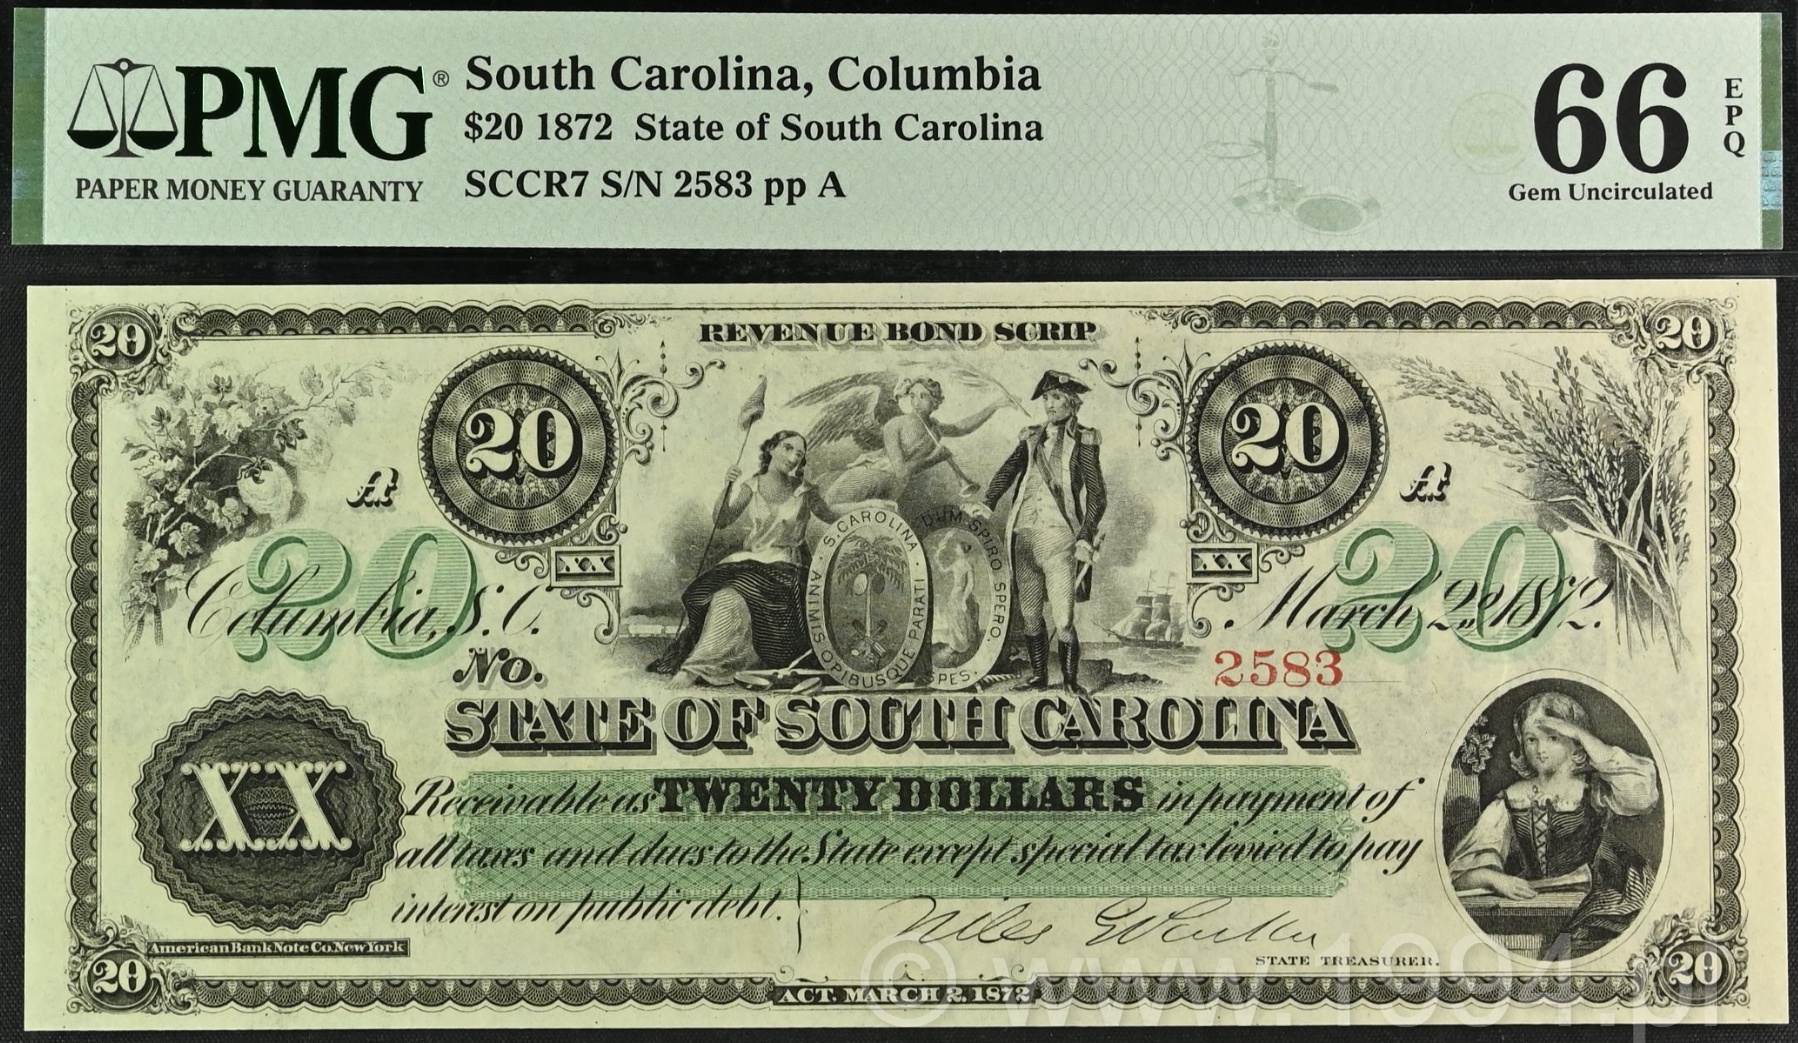 PMG®
PAPER MONEY GUARANTY
South Carolina, Columbia
$20 1872 State of South Carolina
SCCR7 S/N 2583 pp A
66
EPQ
Gem Uncirculated
REVENUE BOND SCRIP
20
20
20
20
A
A
S. CAROLINA
ANIMIS OPIBUSQUE PARATI
DUM SPIRO SPERO.
SPES.
20
20
XX
XX
Columbia, S.C.
March 2, 1872.
No.
2583
STATE OF SOUTH CAROLINA
XX
Receivable as TWENTY DOLLARS in payment of
all taxes and dues to the State except special tax levied to pay
interest on public debt.
Niles G Parker
STATE TREASURER.
American Bank Note Co. New York
20
20
ACT. MARCH 2, 1872
© www.1994.pl